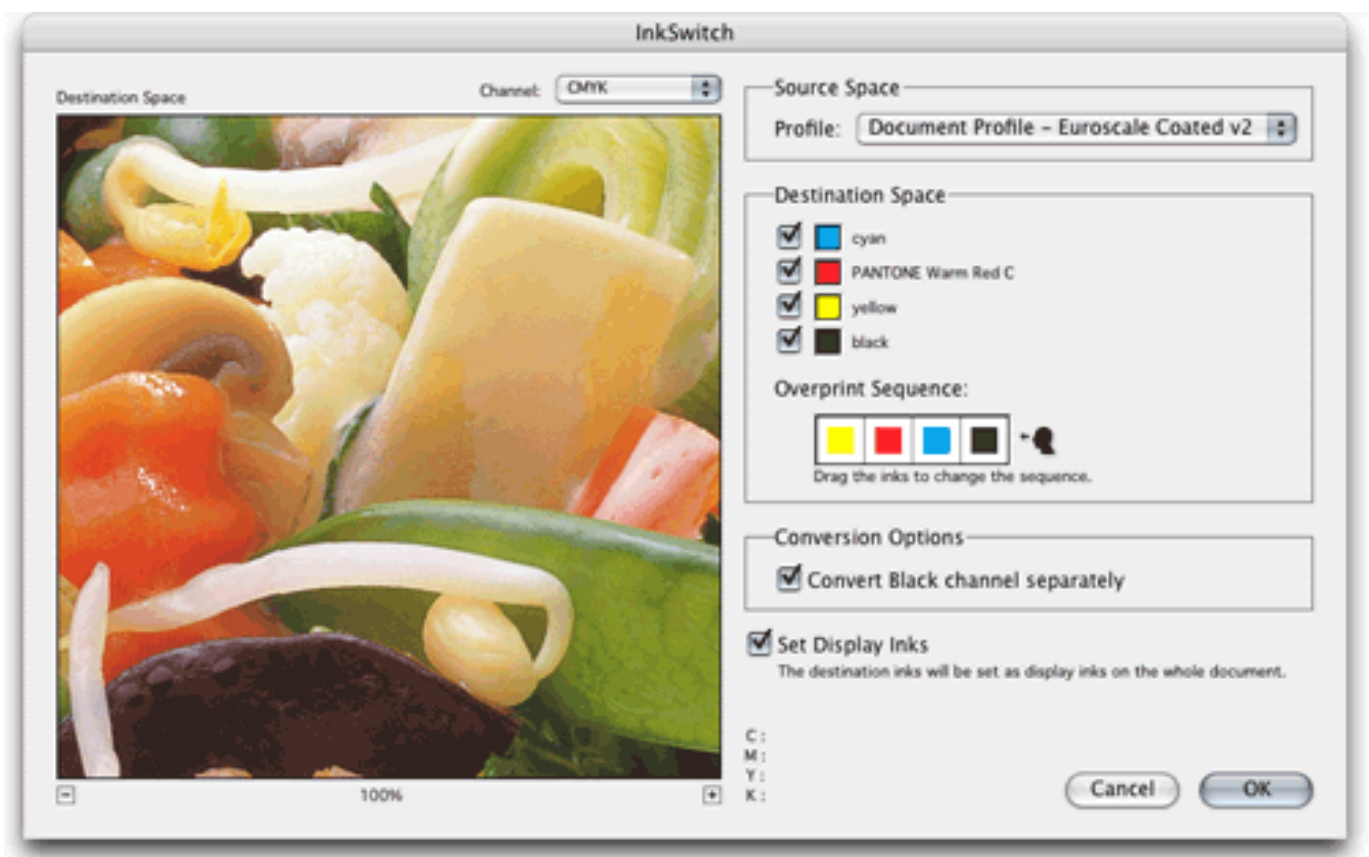 InkSwitch
Destination Space
Channel: CMYK
100%
Source Space
Profile: Document Profile – Euroscale Coated v2
Destination Space
cyan
PANTONE Warm Red C
yellow
black
Overprint Sequence:
Drag the inks to change the sequence.
Conversion Options
Convert Black channel separately
Set Display Inks
The destination inks will be set as display inks on the whole document.
C :
M :
Y :
K :
Cancel OK